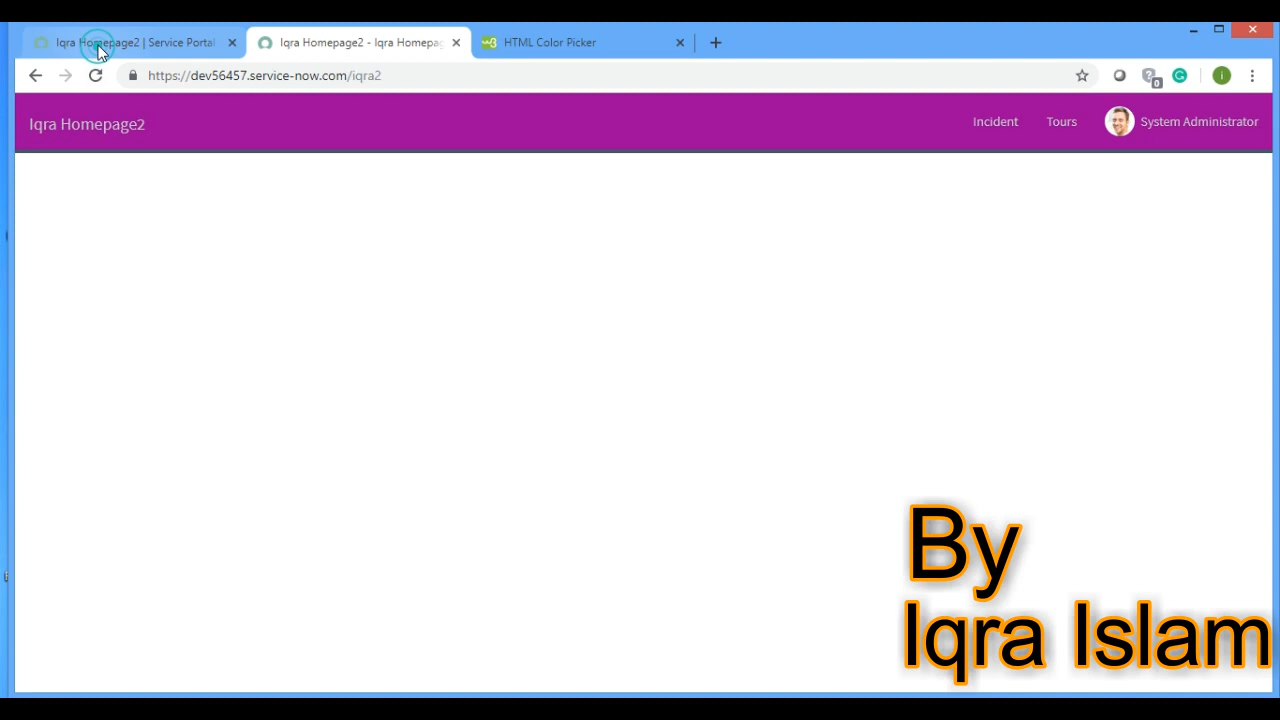 Iqra Homepage2 | Service Portal
Iqra Homepage2 - Iqra Homepag
HTML Color Picker
https://dev56457.service-now.com/iqra2
0
i
Iqra Homepage2
Incident
Tours
System Administrator
By
Iqra Islam